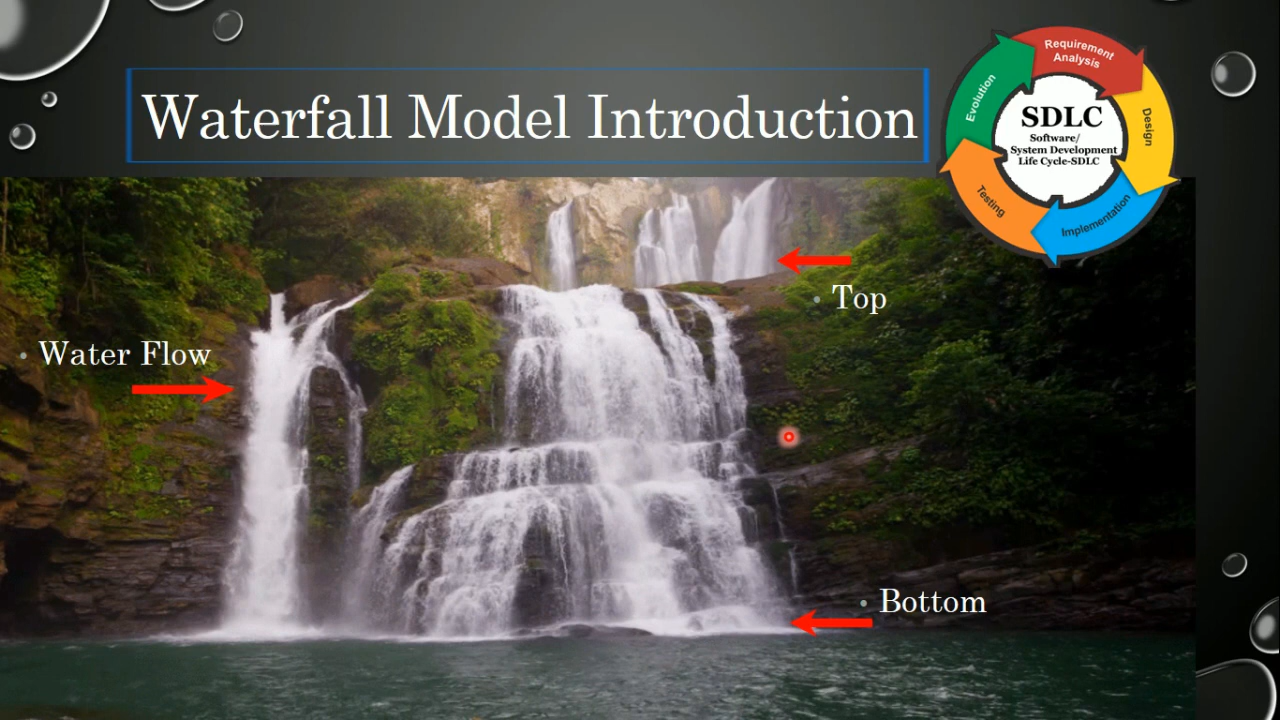 Waterfall Model Introduction
Requirement
Analysis
Design
Implementation
Testing
Evolution
SDLC
Software/
System Development
Life Cycle-SDLC
• Top
• Water Flow
• Bottom